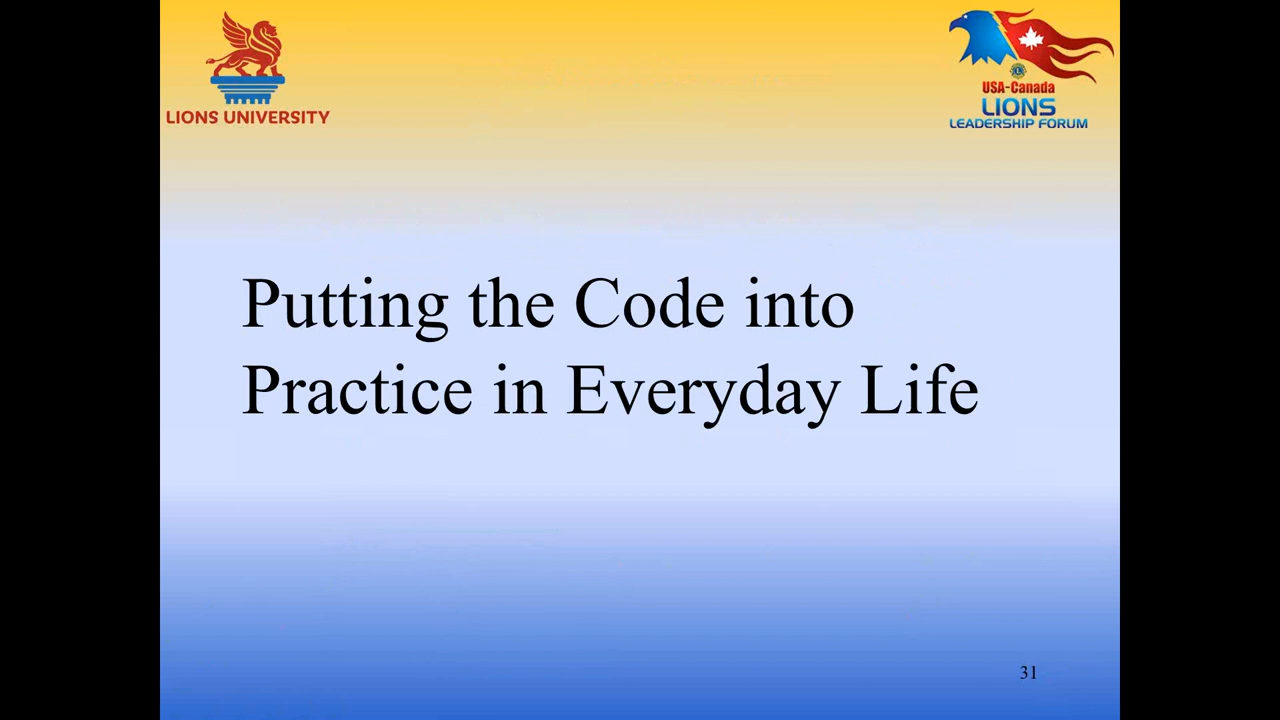 LIONS UNIVERSITY
USA-Canada
LIONS
LEADERSHIP FORUM
Putting the Code into
Practice in Everyday Life
31